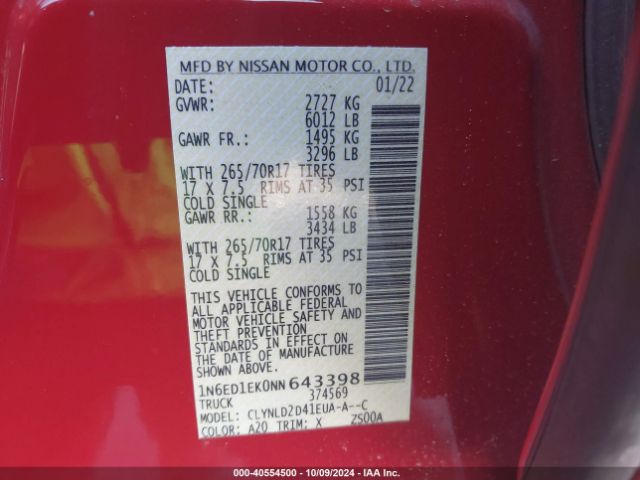 MFD BY NISSAN MOTOR CO., LTD.
DATE: 01/22
GVWR: 2727 KG
6012 LB
GAWR FR.: 1495 KG
3296 LB
WITH 265/70R17 TIRES
17 X 7.5 RIMS AT 35 PSI
COLD SINGLE
GAWR RR.: 1558 KG
3434 LB
WITH 265/70R17 TIRES
17 X 7.5 RIMS AT 35 PSI
COLD SINGLE
THIS VEHICLE CONFORMS TO
ALL APPLICABLE FEDERAL
MOTOR VEHICLE SAFETY AND
THEFT PREVENTION
STANDARDS IN EFFECT ON
THE DATE OF MANUFACTURE
SHOWN ABOVE.
1N6ED1EK0NN643398
TRUCK 374569
MODEL: CLYNLD2D41EUA-A--C
COLOR: A20 TRIM: X ZS00A
000-40554500 - 10/09/2024 - IAA